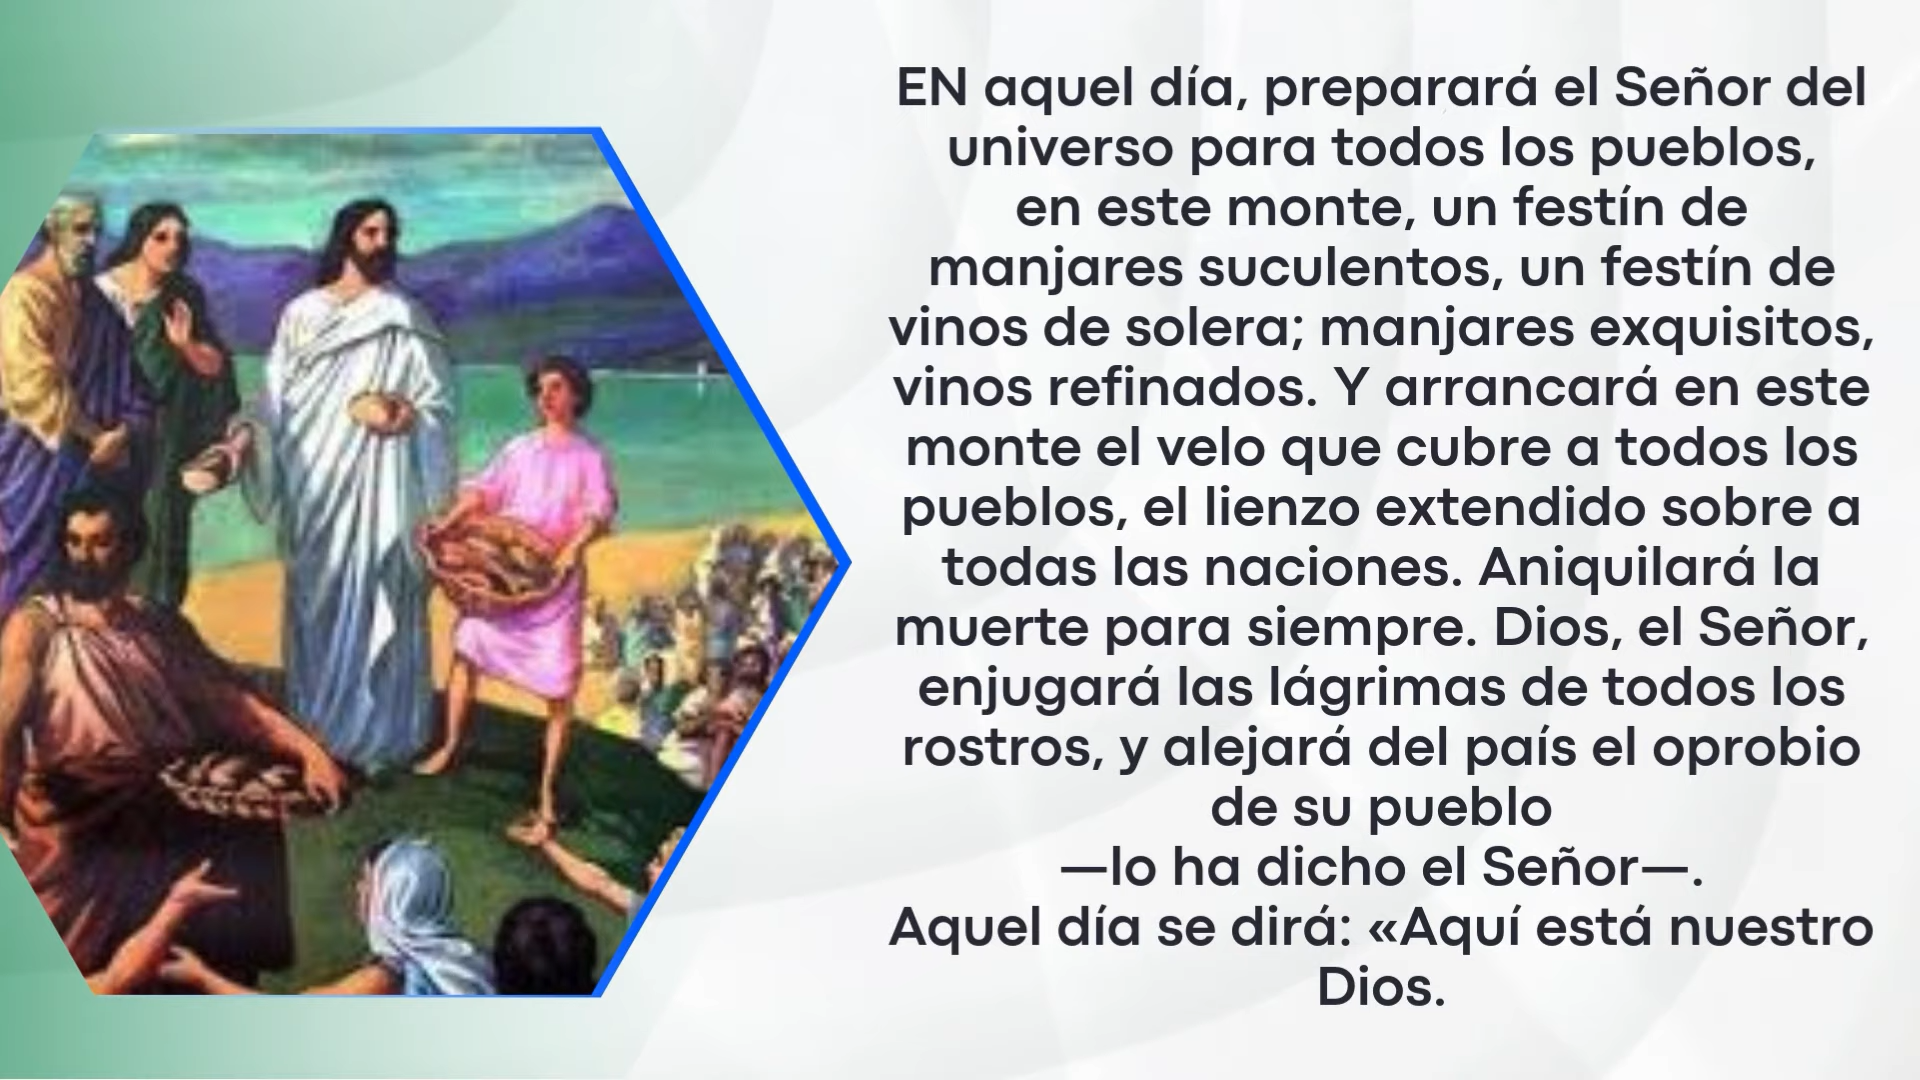 EN aquel día, preparará el Señor del
universo para todos los pueblos,
en este monte, un festín de
manjares suculentos, un festín de
vinos de solera; manjares exquisitos,
vinos refinados. Y arrancará en este
monte el velo que cubre a todos los
pueblos, el lienzo extendido sobre a
todas las naciones. Aniquilará la
muerte para siempre. Dios, el Señor,
enjugará las lágrimas de todos los
rostros, y alejará del país el oprobio
de su pueblo
—lo ha dicho el Señor—.
Aquel día se dirá: «Aquí está nuestro
Dios.